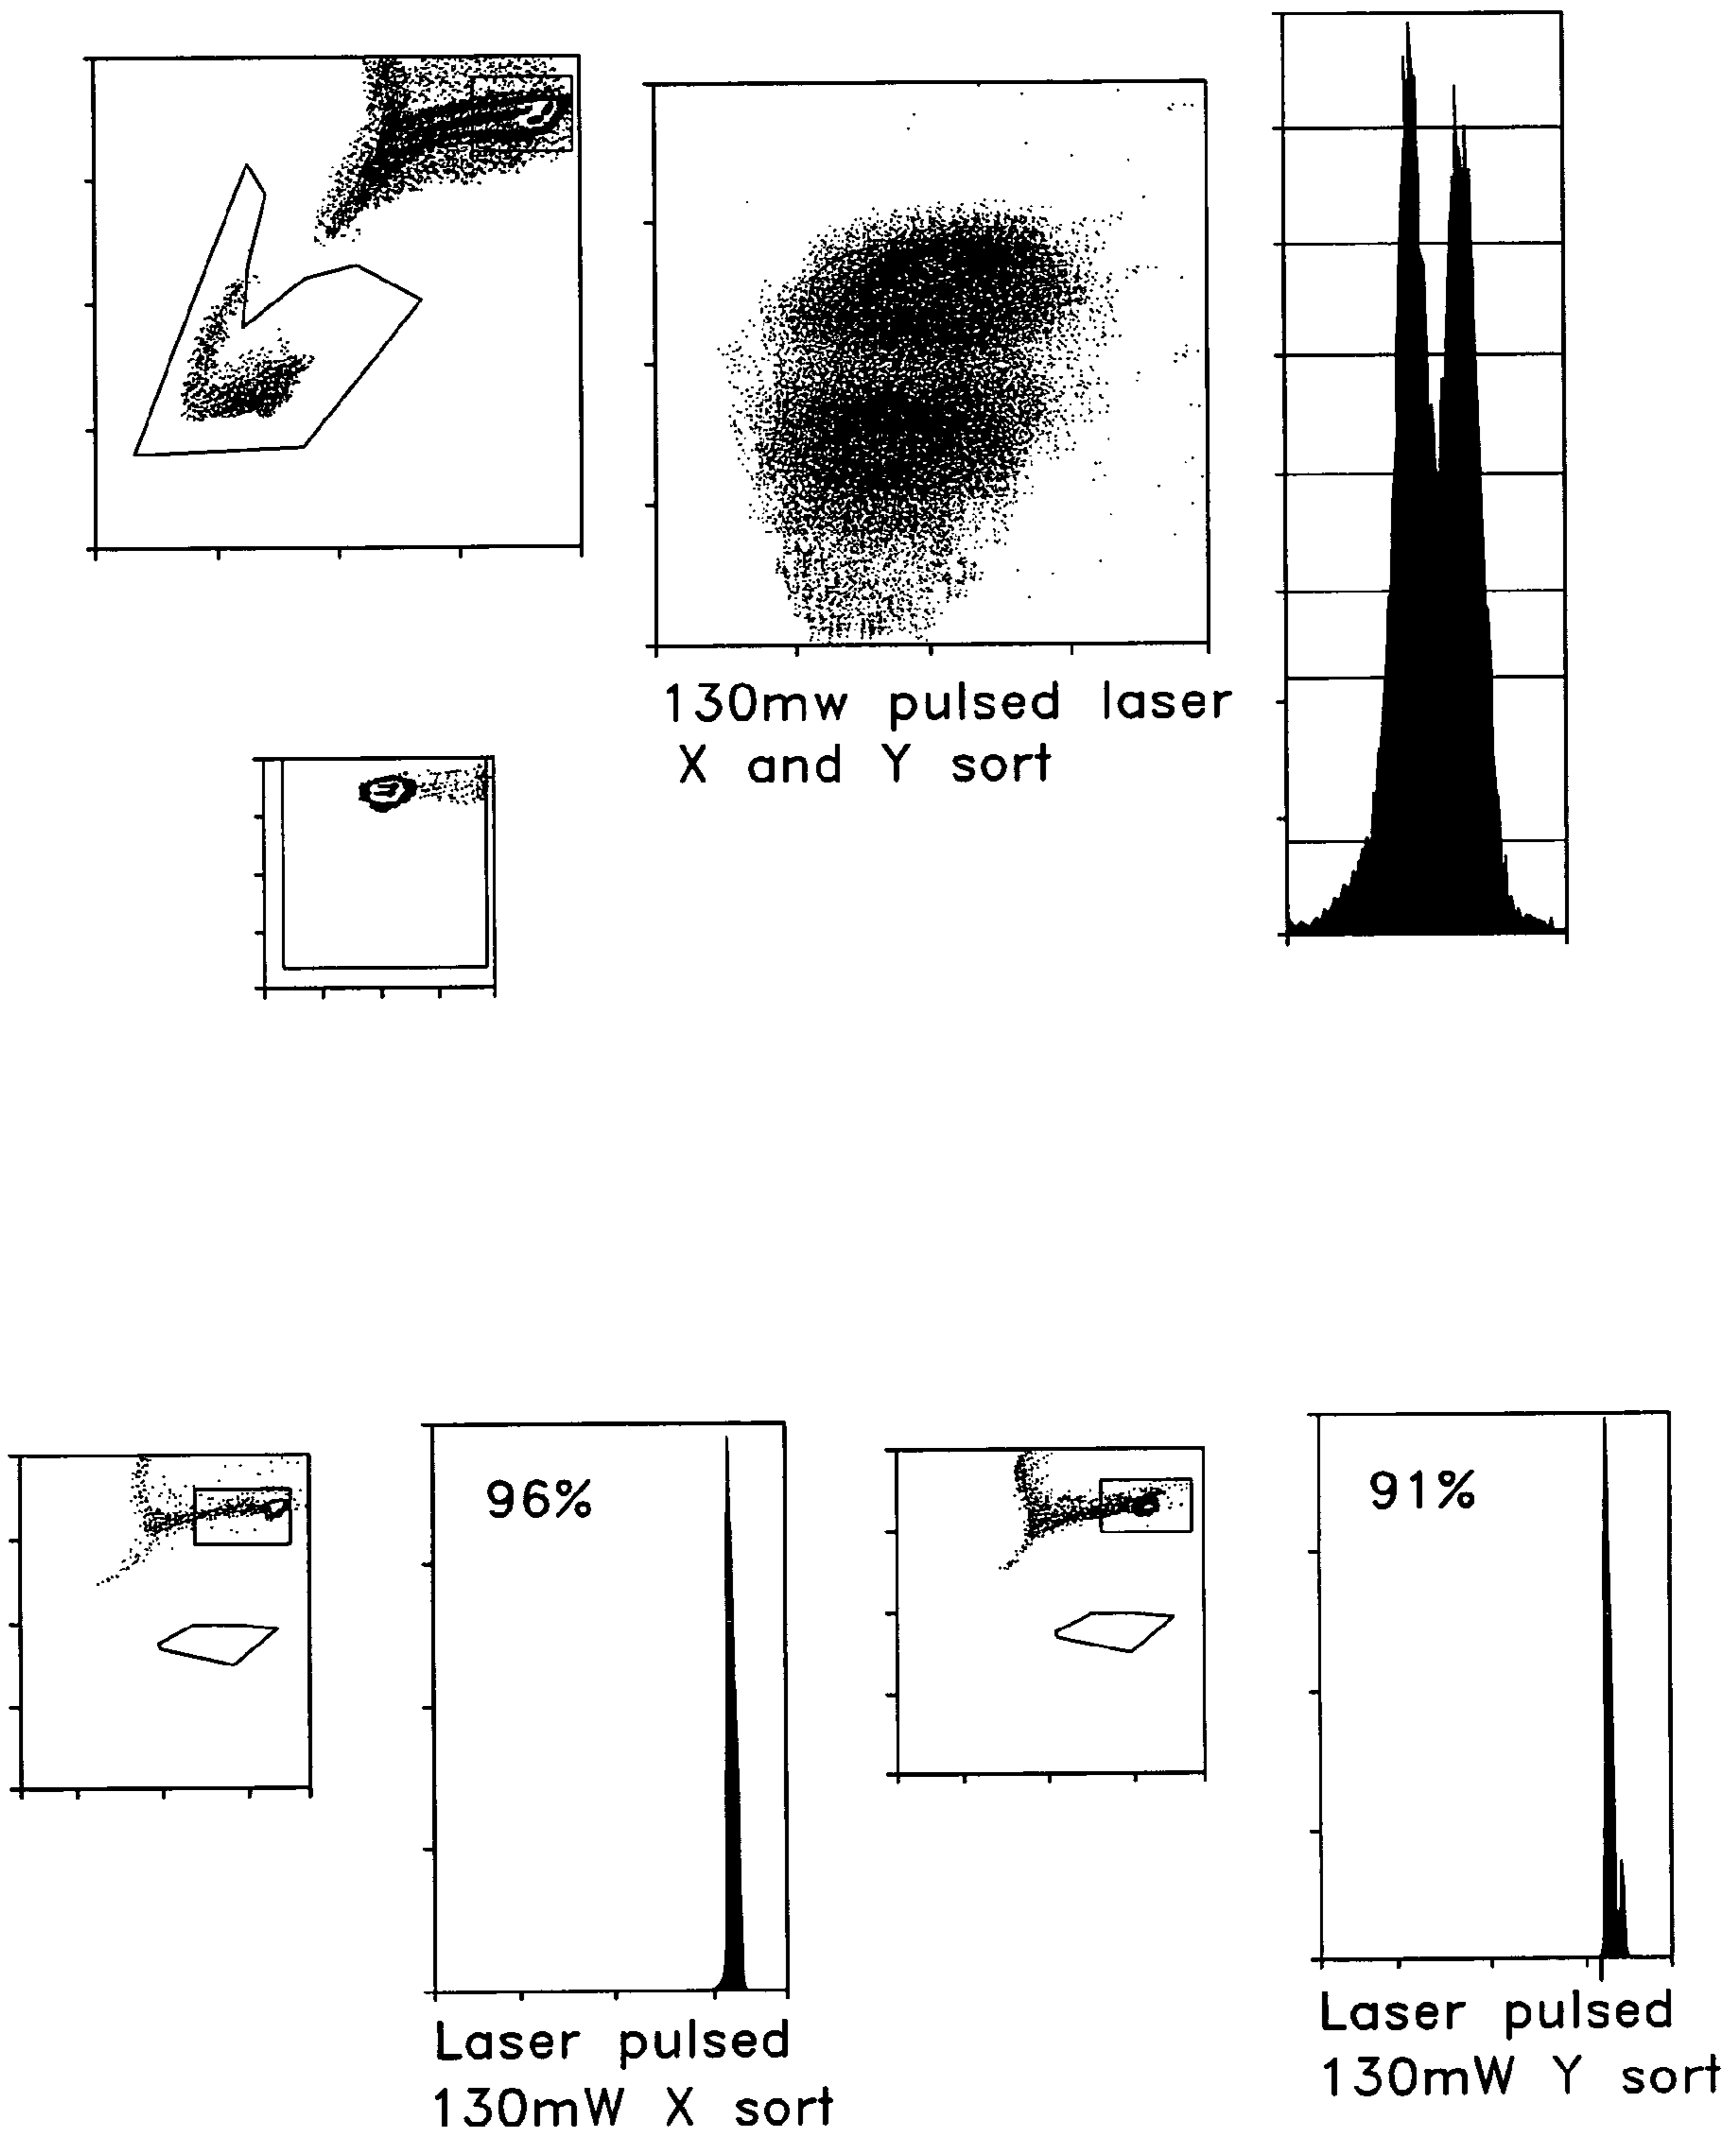 130mw pulsed laser
X and Y sort
96%
91%
Laser pulsed
130mW X sort
Laser pulsed
130mW Y sort